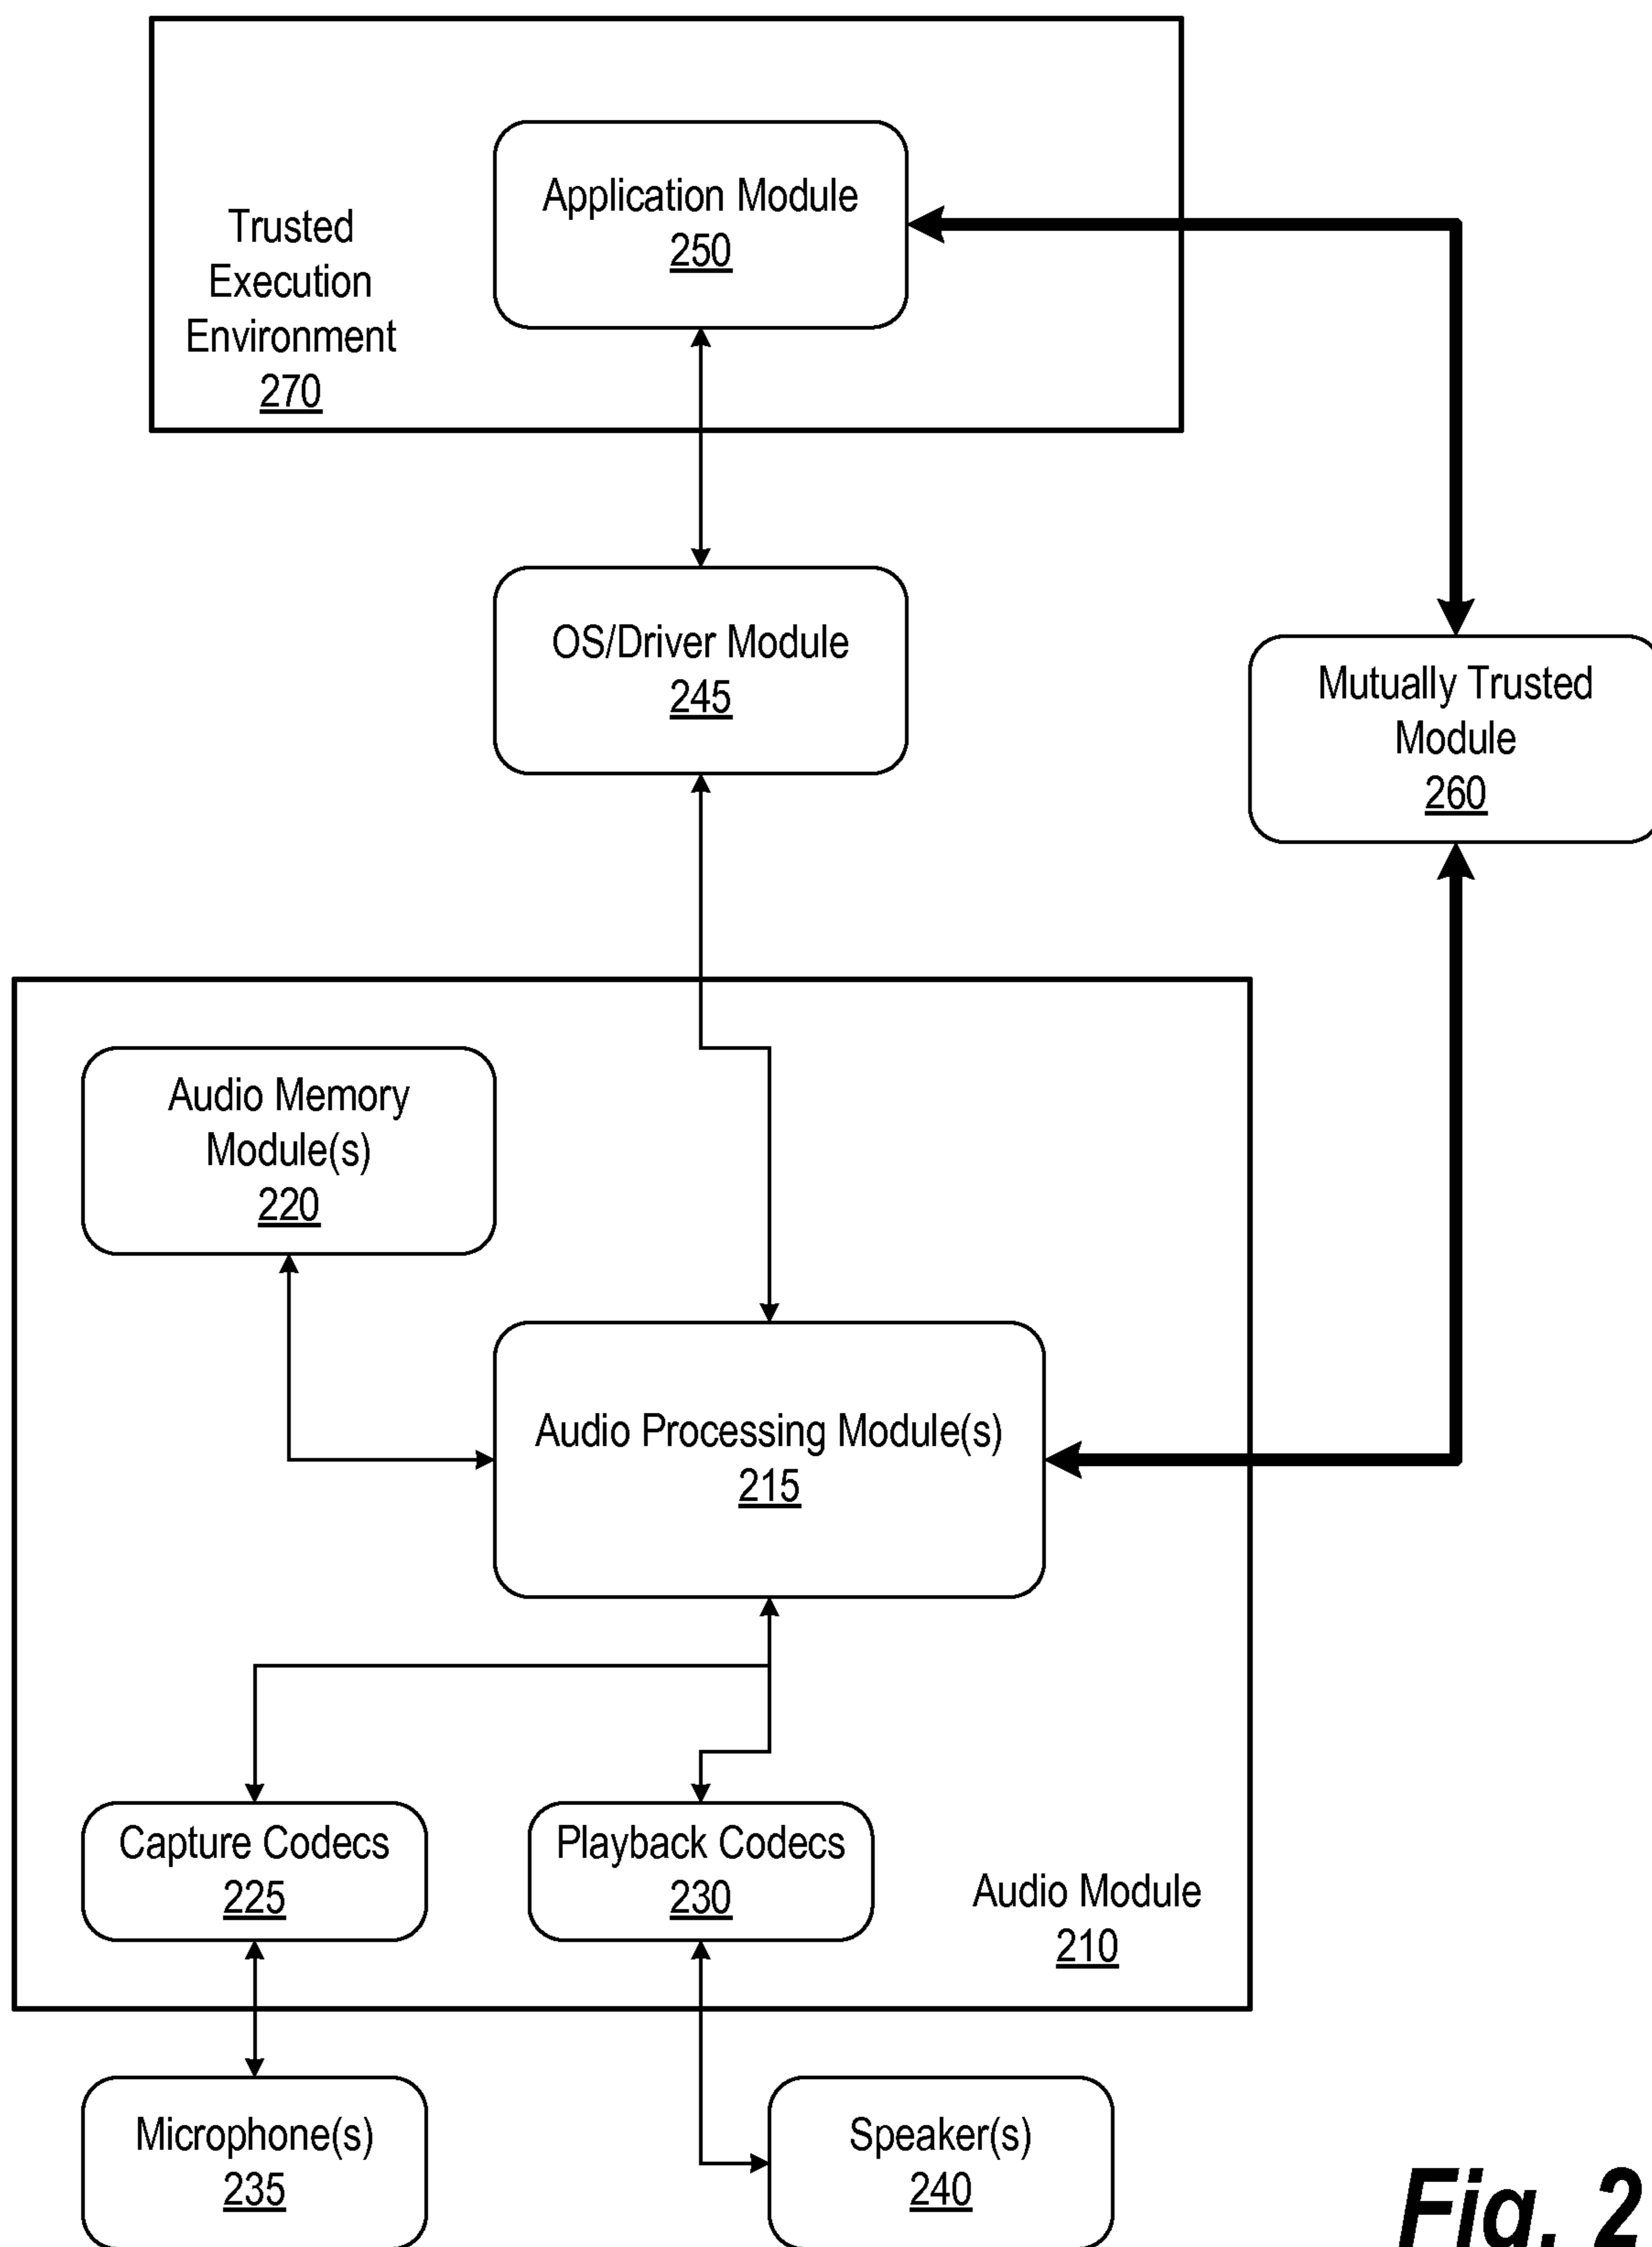 Application Module
250
Trusted
Execution
Environment
270
OS/Driver Module
245
Mutually Trusted
Module
260
Audio Memory
Module(s)
220
Audio Processing Module(s)
215
Capture Codecs
225
Playback Codecs
230
Audio Module
210
Microphone(s)
235
Speaker(s)
240
Fig. 2